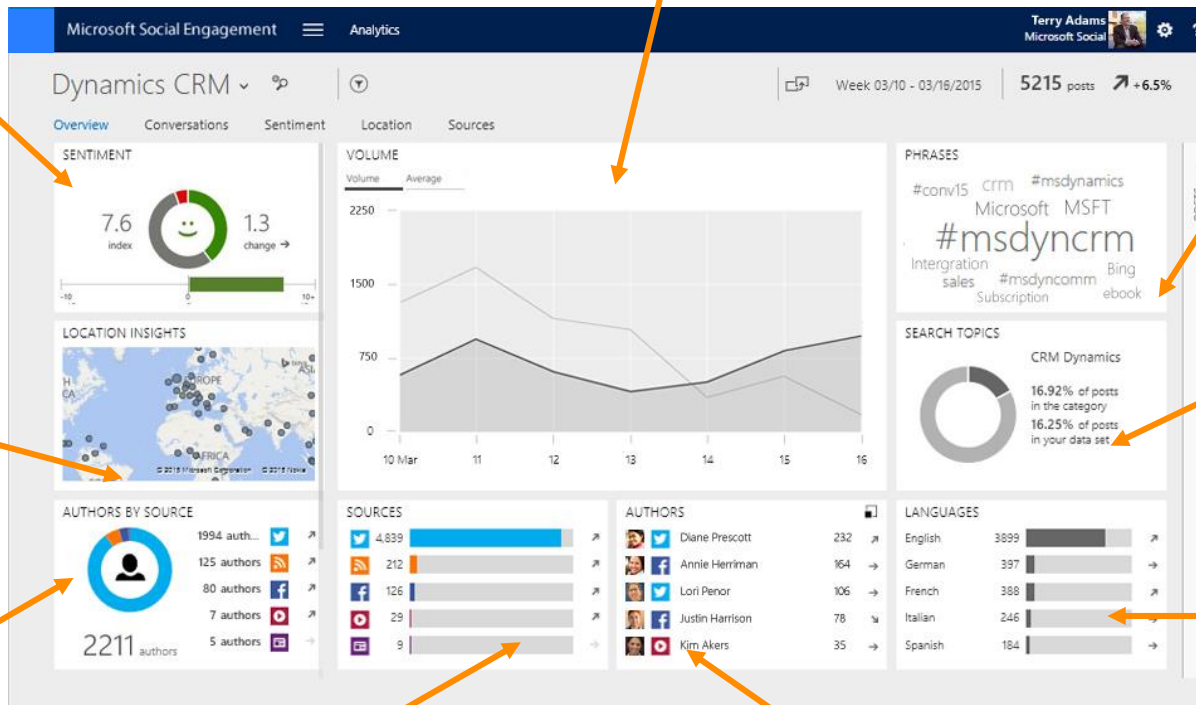 Microsoft Social Engagement
Analytics
Terry Adams
Microsoft Social
Dynamics CRM
Week 03/10 - 03/16/2015
5215 posts
+6.5%
Overview
Conversations
Sentiment
Location
Sources
SENTIMENT
7.6
index
1.3
change →
-10
0
10+
LOCATION INSIGHTS
EUROPE
AFRICA
© 2015 Microsoft Corporation © 2015 Nokia
AUTHORS BY SOURCE
1994 auth...
125 authors
80 authors
7 authors
5 authors
2211 authors
VOLUME
Volume
Average
2250
1500
750
0
10 Mar
11
12
13
14
15
16
SOURCES
4,839
212
126
29
9
AUTHORS
Diane Prescott 232
Annie Herriman 164
Lori Penor 106
Justin Harrison 78
Kim Akers 35
PHRASES
#conv15 crm #msdynamics
Microsoft MSFT
#msdyncrm
Intergration
sales #msdyncomm Bing
Subscription ebook
SEARCH TOPICS
CRM Dynamics
16.92% of posts
in the category
16.25% of posts
in your data set
LANGUAGES
English 3899
German 397
French 388
Italian 246
Spanish 184